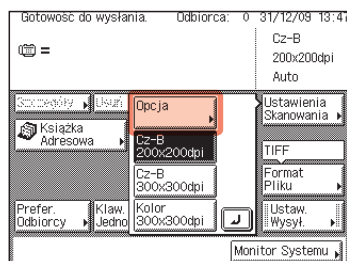 Gotowość do wysłania. Odbiorca: 0 31/12/09 13:47
=
Cz-B
200x200dpi
Auto
Szczegóły Usuń
Opcja
Ustawienia
Skanowania
Książka
Adresowa
Cz-B
200x200dpi
TIFF
Cz-B
300x300dpi
Format
Pliku
Prefer.
Odbiorcy
Klaw.
Jedno
Kolor
300x300dpi
Ustaw.
Wysył.
Monitor Systemu